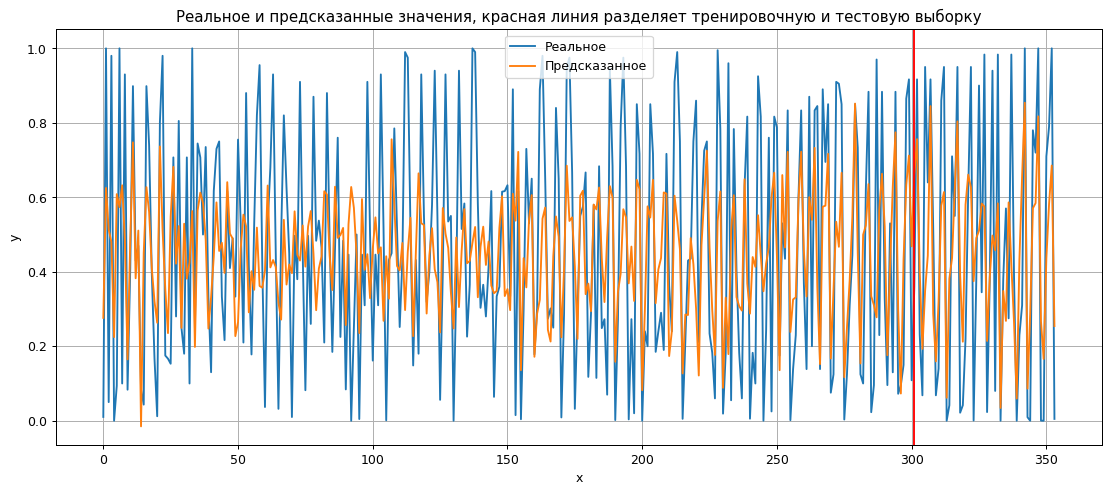 Реальное и предсказанные значения, красная линия разделяет тренировочную и тестовую выборку
Реальное
Предсказанное
y
1.0
0.8
0.6
0.4
0.2
0.0
0 50 100 150 200 250 300 350
x